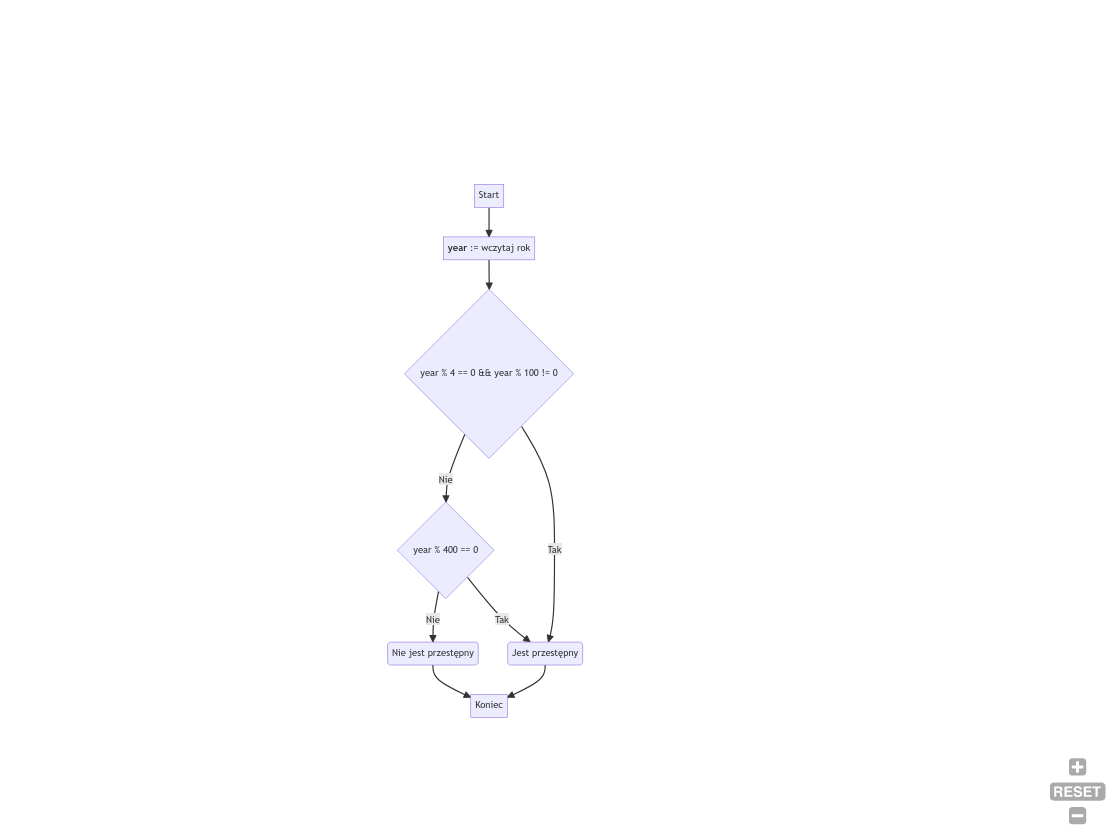 Start
year := wczytaj rok
year % 4 == 0 && year % 100 != 0
Nie
year % 400 == 0
Tak
Nie
Tak
Nie jest przestępny
Jest przestępny
Koniec
RESET